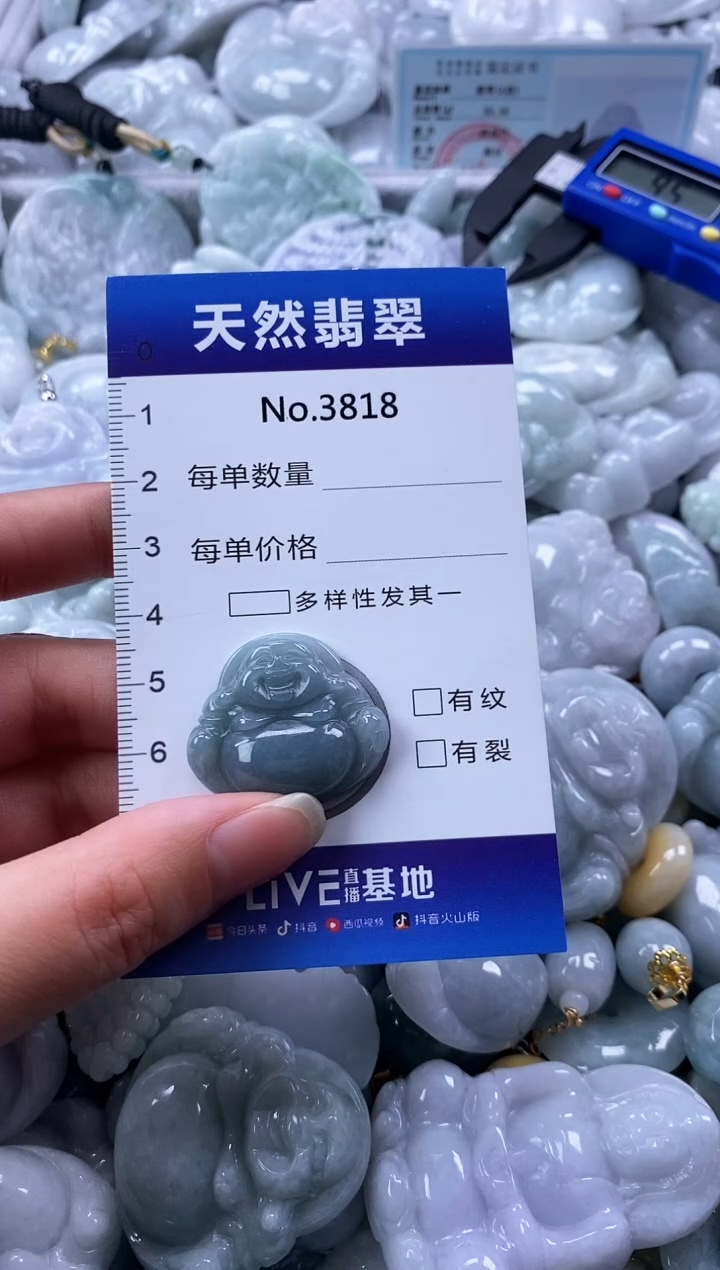 天然翡翠
0
No.3818
1
每单数量
2
每单价格
3
多样性发其一
4
5
有纹
6
有裂
LIVE直播基地
今日头条 抖音 西瓜视频 抖音火山版